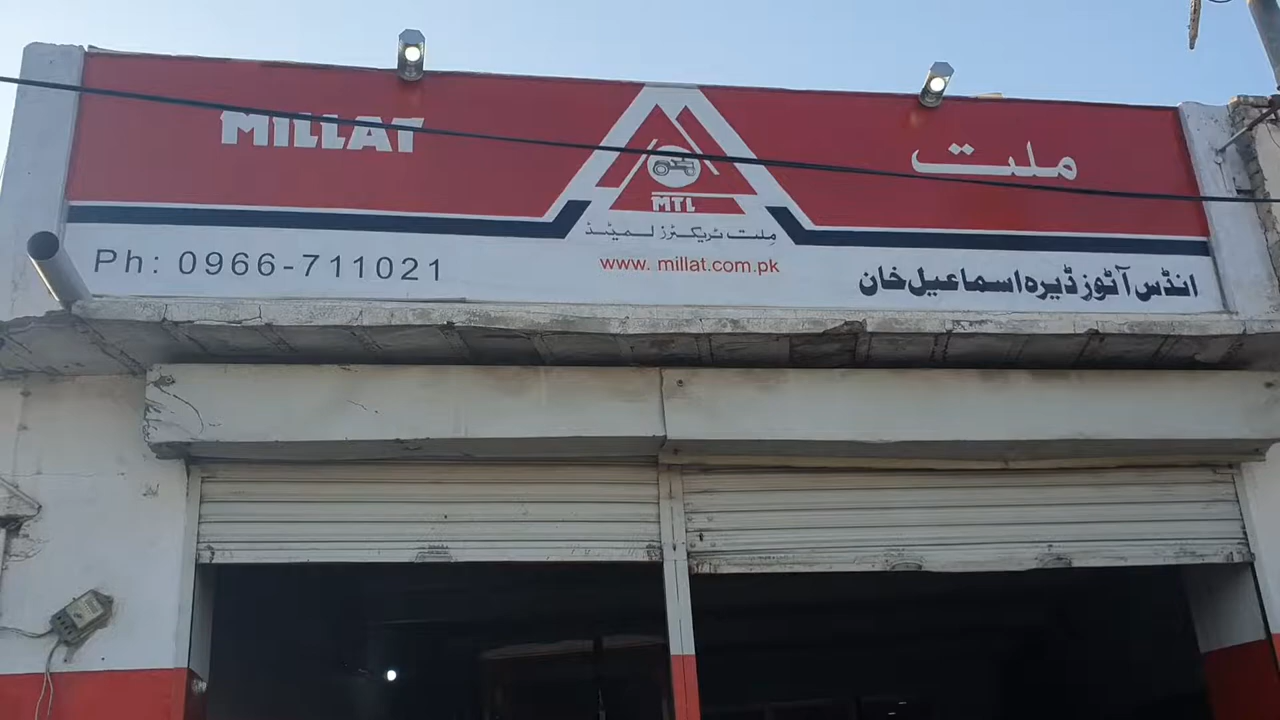 MILLAT
ملت
MTL
ملت ٹریکٹرز لمیٹڈ
www. millat.com.pk
Ph: 0966-711021
انڈس آٹوز ڈیرہ اسماعیل خان